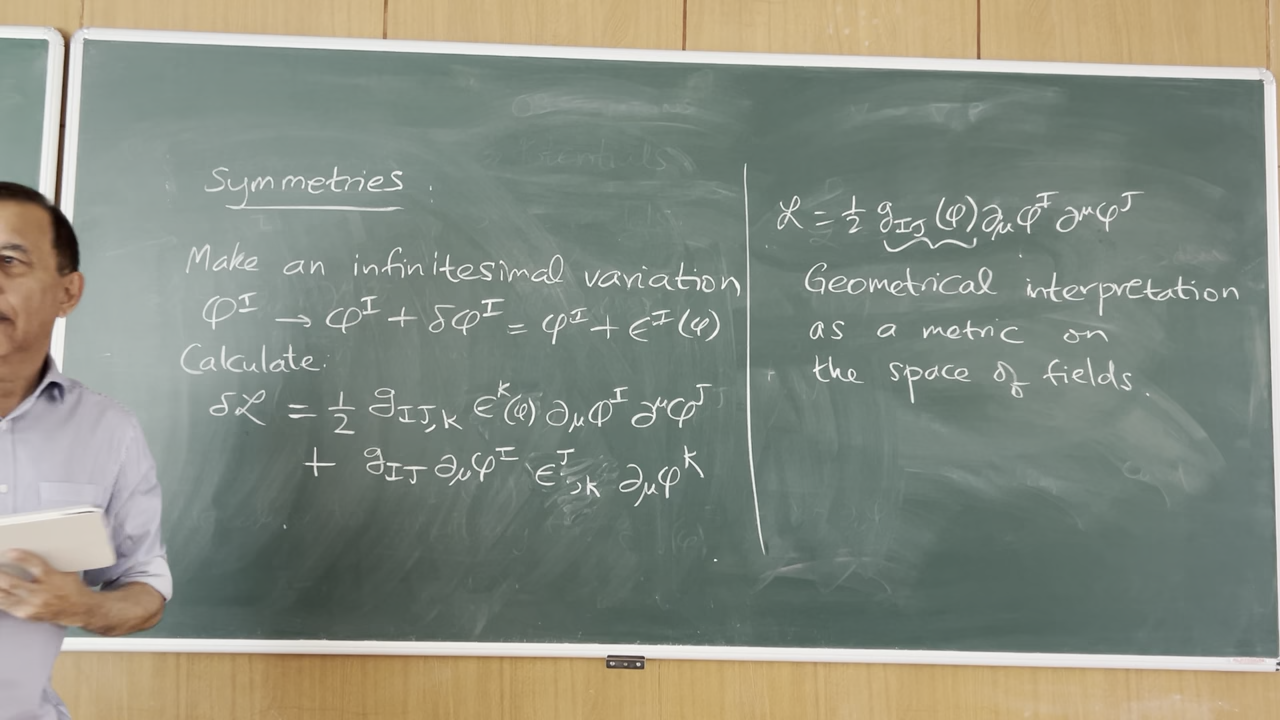 Symmetries.
Make an infinitesimal variation
φ^I → φ^I + δφ^I = φ^I + ε^I(φ)
Calculate:
δℒ = ½ g_{IJ,K} ε^K(φ) ∂_μφ^I ∂^μφ^J
+ g_{IJ} ∂_μφ^I ε^J_{,K} ∂_μφ^K
ℒ = ½ g_{IJ}(φ) ∂_μφ^I ∂^μφ^J
Geometrical interpretation
as a metric on
the space of fields.